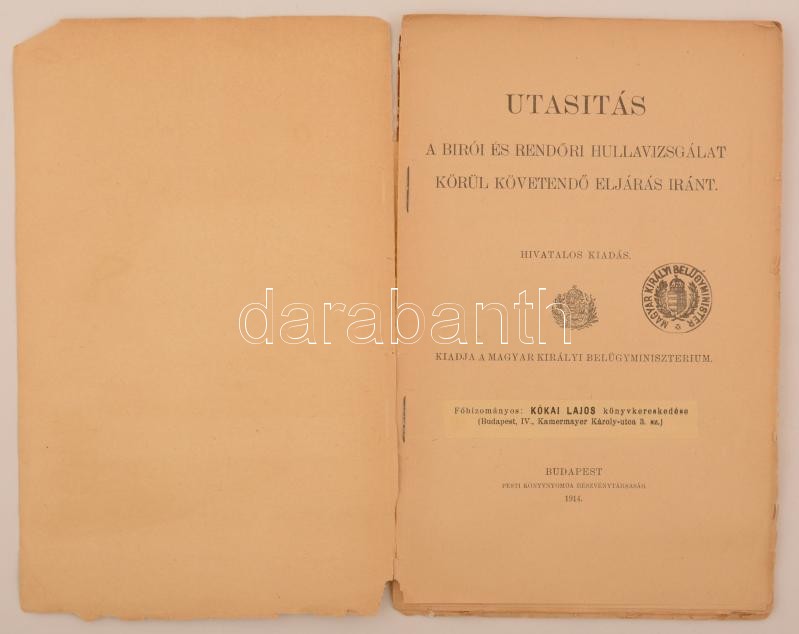 UTASITÁS
A BIRÓI ÉS RENDŐRI HULLAVIZSGÁLAT
KÖRÜL KÖVETENDŐ ELJÁRÁS IRÁNT.
HIVATALOS KIADÁS.
MAGYAR KIRÁLYI BELÜGYMINISTER
darabanth
KIADJA A MAGYAR KIRÁLYI BELÜGYMINISZTERIUM.
Főbizományos: KÓKAI LAJOS könyvkereskedése
(Budapest, IV., Kamermayer Károly-utca 3. sz.)
BUDAPEST
PESTI KÖNYVNYOMDA RÉSZVÉNYTÁRSASÁG.
1914.